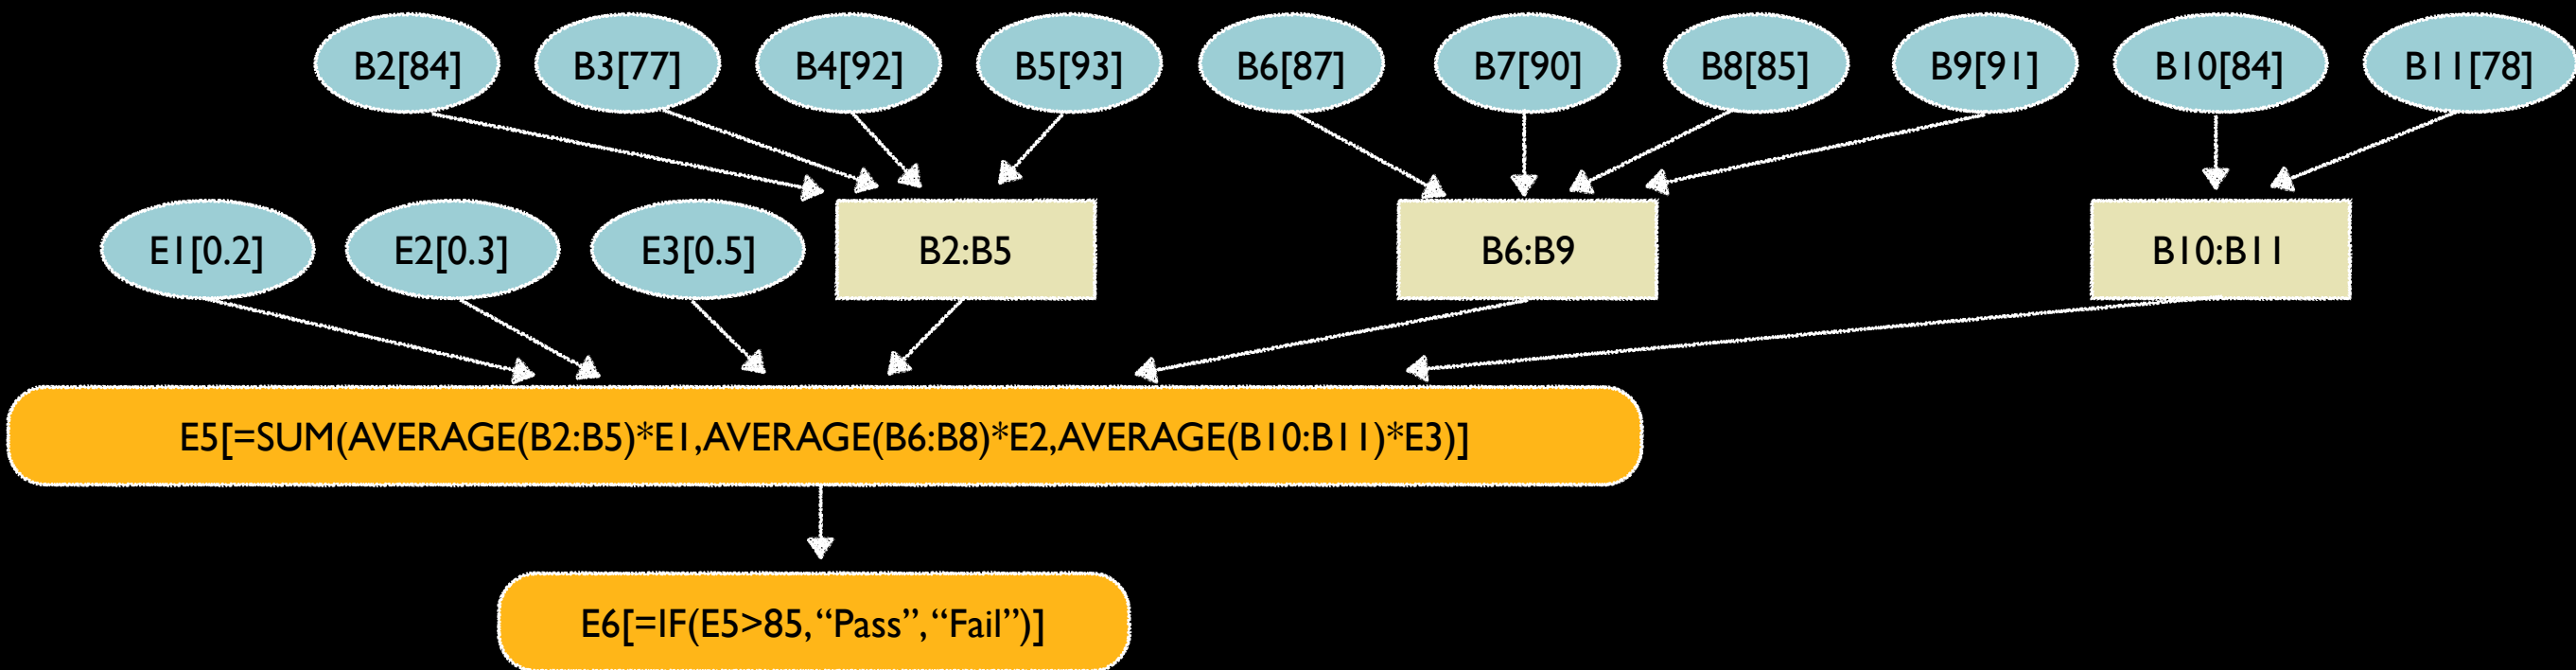 B2[84]
B3[77]
B4[92]
B5[93]
B6[87]
B7[90]
B8[85]
B9[91]
B10[84]
B11[78]
E1[0.2]
E2[0.3]
E3[0.5]
B2:B5
B6:B9
B10:B11
E5[=SUM(AVERAGE(B2:B5)*E1,AVERAGE(B6:B8)*E2,AVERAGE(B10:B11)*E3)]
E6[=IF(E5>85,“Pass”,“Fail”)]